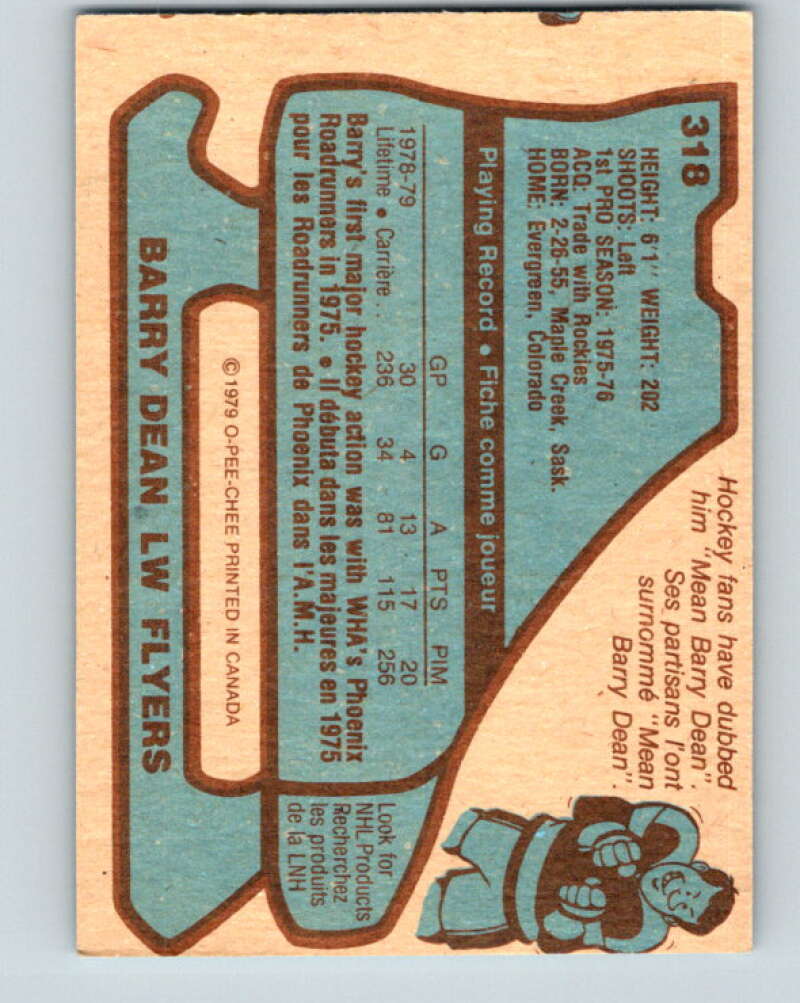 318
HEIGHT: 6'1" WEIGHT: 202
SHOOTS: Left
1st PRO SEASON: 1975-76
ACQ: Trade with Rockies
BORN: 2-26-55, Maple Creek, Sask.
HOME: Evergreen, Colorado
Hockey fans have dubbed
him "Mean Barry Dean".
Ses partisans l'ont
surnommé "Mean
Barry Dean".
Playing Record • Fiche comme joueur
GP G A PTS PIM
1978-79 30 4 13 17 20
Lifetime • Carrière . . 236 34 81 115 256
Barry's first major hockey action was with WHA's Phoenix
Roadrunners in 1975. • Il débuta dans les majeures en 1975
pour les Roadrunners de Phoenix dans l'A.M.H.
Look for
NHL Products
Recherchez
les produits
de la LNH
©1979 O-PEE-CHEE PRINTED IN CANADA
BARRY DEAN LW FLYERS